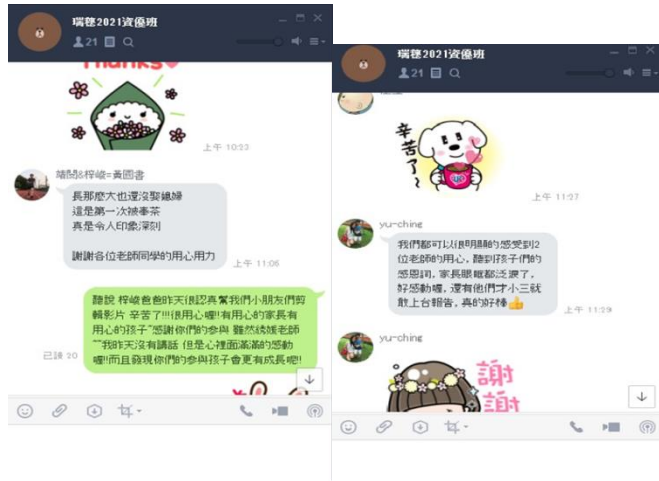 瑞穗2021資優班
21
Thanks
上午 10:23
靖閎&梓峻=黃國書
長那麼大也還沒娶媳婦
這是第一次被奉茶
真是令人印象深刻
謝謝各位老師同學的用心用力
上午 11:06
聽說 梓峻爸爸昨天很認真幫我們小朋友們剪
輯影片 辛苦了!!!很用心喔!!有用心的家長有
用心的孩子~感謝你們的參與 雖然綉媛老師
^^我昨天沒有講話 但是心裡面滿滿的感動
喔!!而且發現你們的參與孩子會更有成長呢!!
已讀 20
瑞穗2021資優班
21
辛苦了~
上午 11:27
yu-ching
我們都可以很明顯的感受到2
位老師的用心, 聽到孩子們的
感恩詞, 家長眼眶都泛淚了,
好感動喔, 還有他們才小三就
敢上台報告, 真的好棒👍
上午 11:29
yu-ching
謝謝